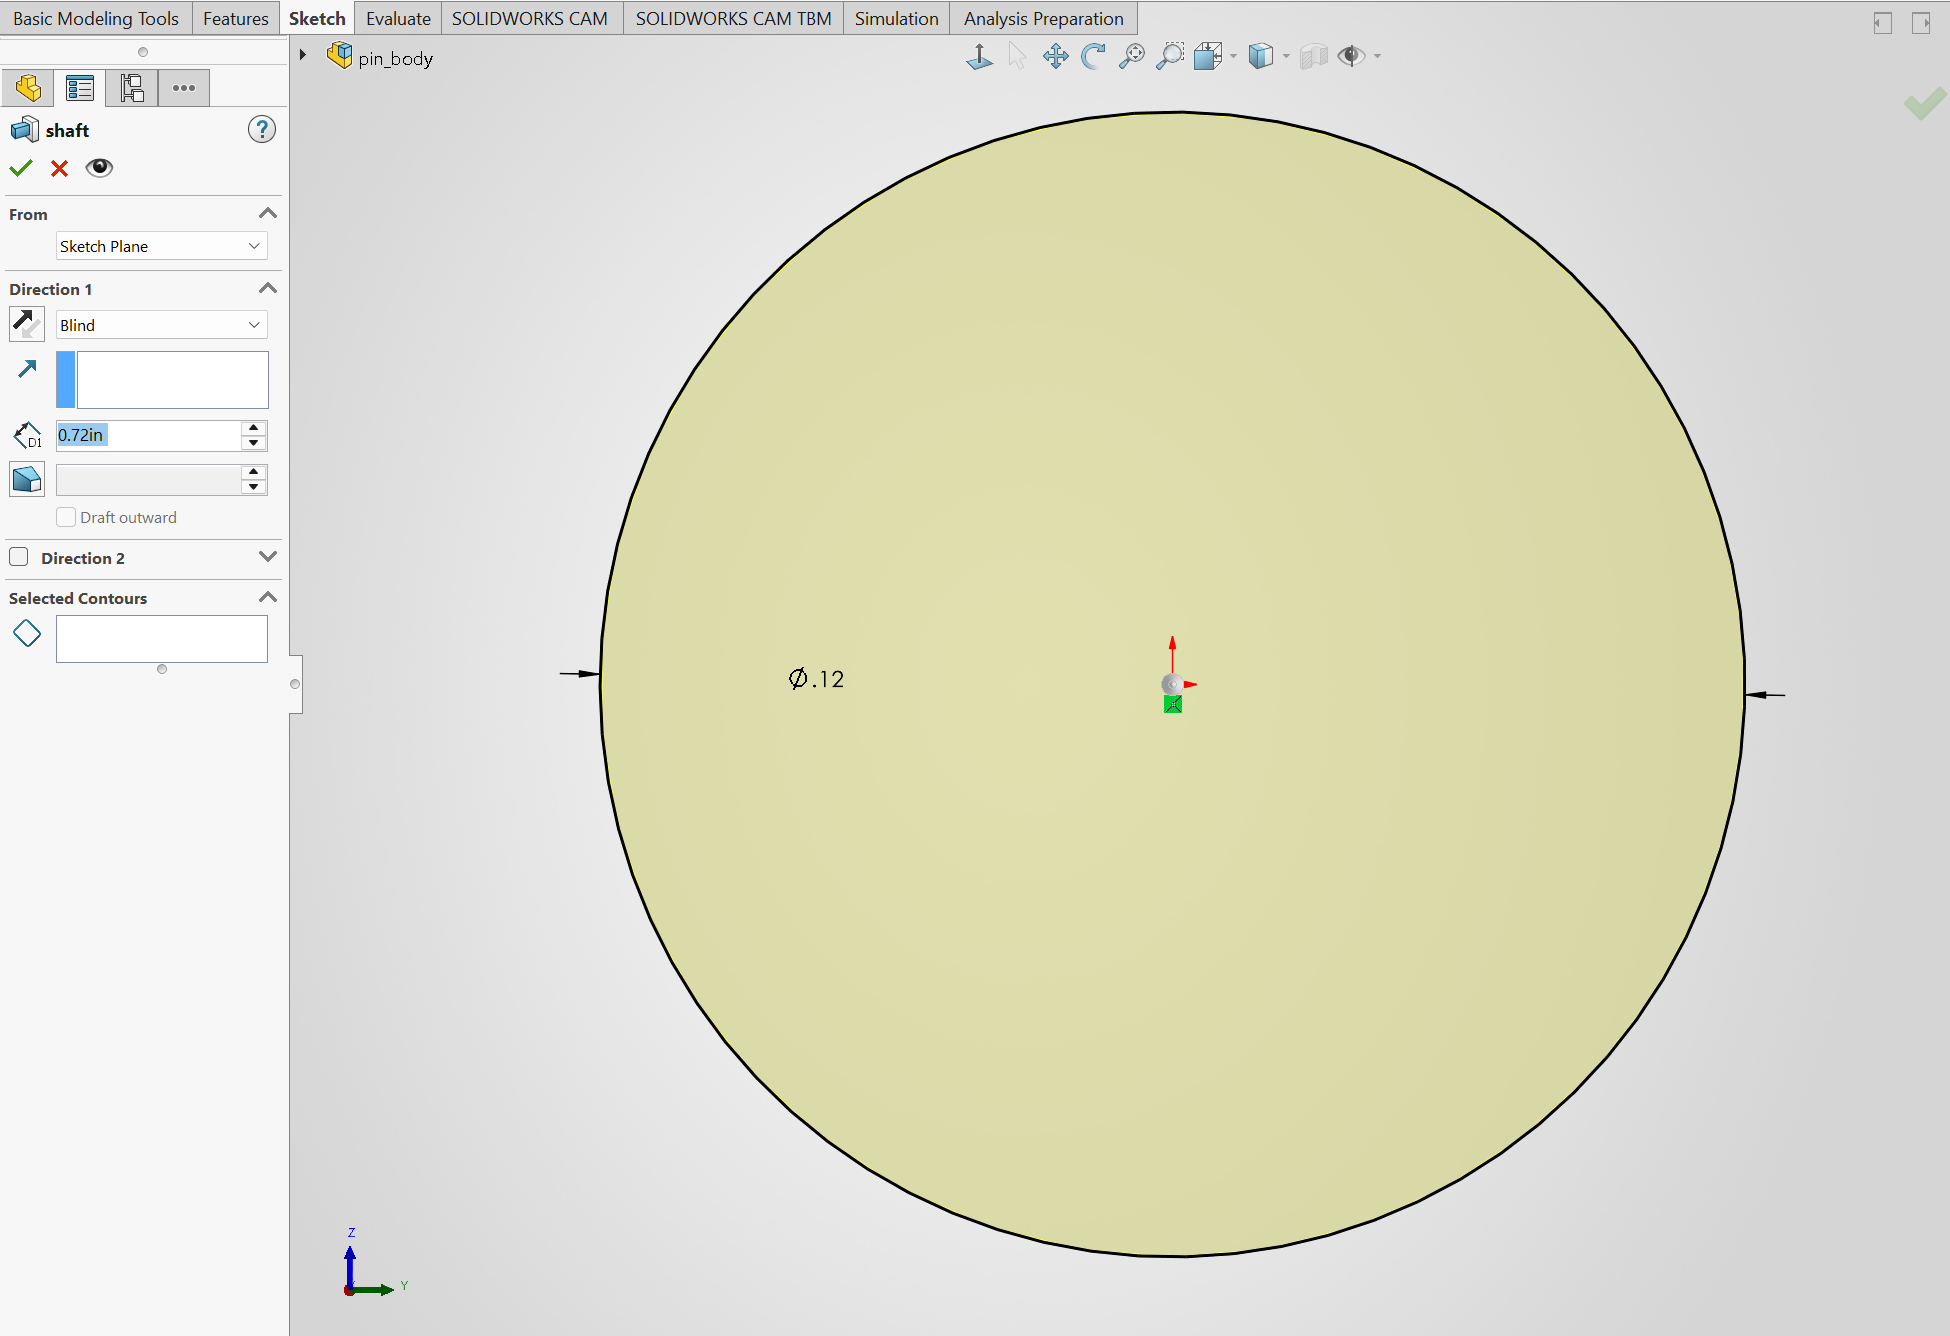 Basic Modeling Tools Features Sketch Evaluate SOLIDWORKS CAM SOLIDWORKS CAM TBM Simulation Analysis Preparation
pin_body
shaft
?
From
Sketch Plane
Direction 1
Blind
D1 0.72in
Draft outward
Direction 2
Selected Contours
Ø.12
Z
Y